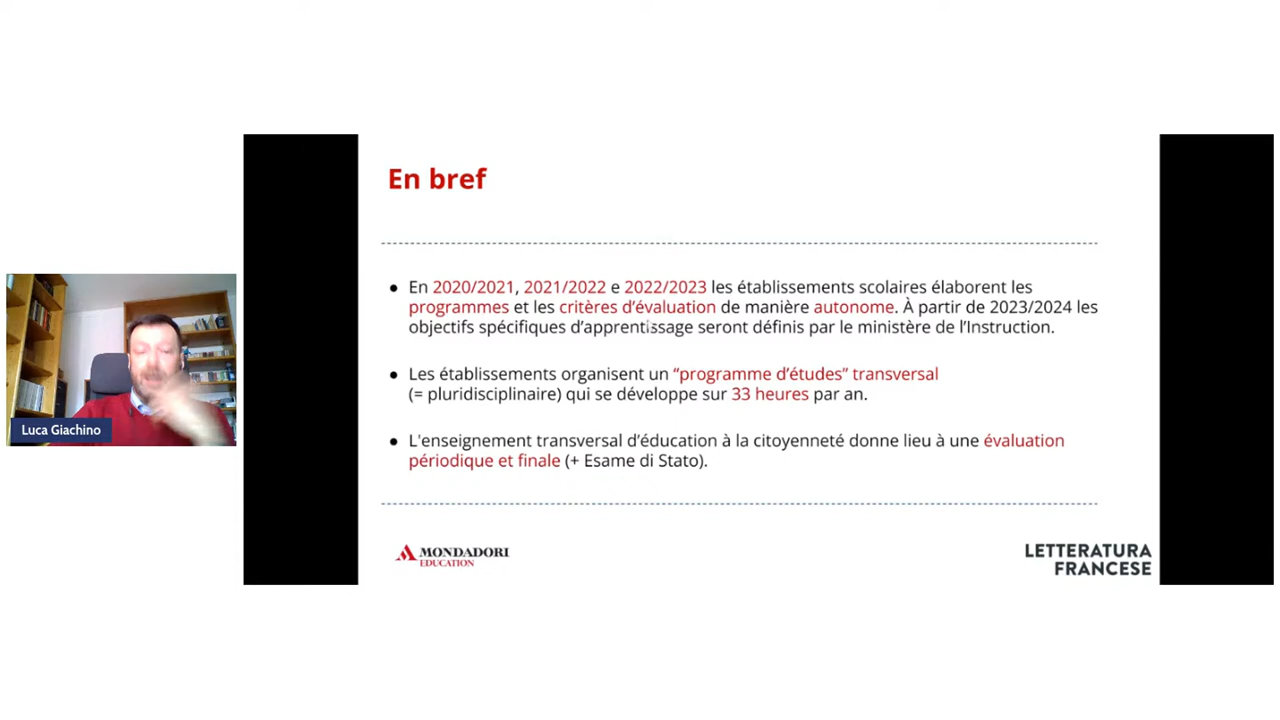 En bref
● En 2020/2021, 2021/2022 e 2022/2023 les établissements scolaires élaborent les
programmes et les critères d’évaluation de manière autonome. À partir de 2023/2024 les
objectifs spécifiques d’apprentissage seront définis par le ministère de l’Instruction.
● Les établissements organisent un “programme d’études” transversal
(= pluridisciplinaire) qui se développe sur 33 heures par an.
● L'enseignement transversal d’éducation à la citoyenneté donne lieu à une évaluation
périodique et finale (+ Esame di Stato).
Luca Giachino
MONDADORI
EDUCATION
LETTERATURA
FRANCESE